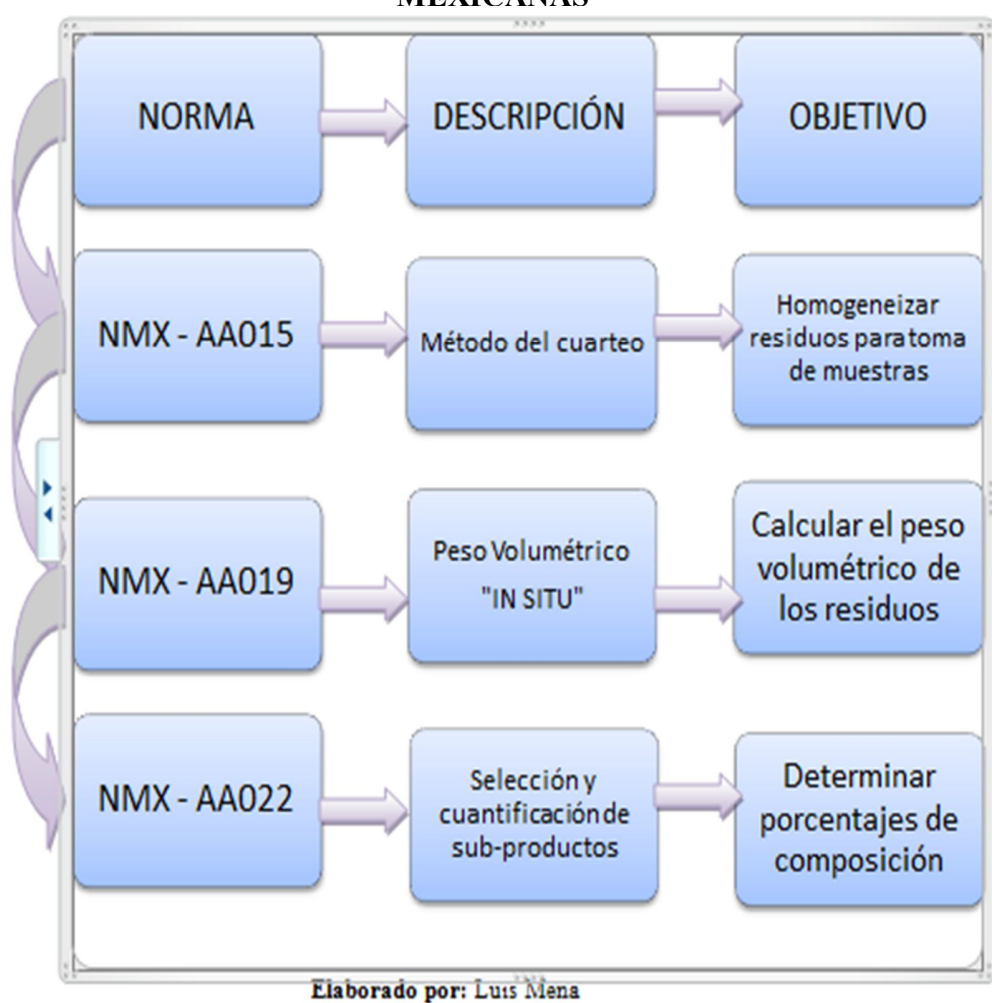 MEXICANAS
NORMA
DESCRIPCIÓN
OBJETIVO
NMX - AA015
Método del cuarteo
Homogeneizar
residuos para toma
de muestras
NMX - AA019
Peso Volumétrico
"IN SITU"
Calcular el peso
volumétrico de
los residuos
NMX - AA022
Selección y
cuantificación de
sub-productos
Determinar
porcentajes de
composición
Elaborado por: Luis Mena